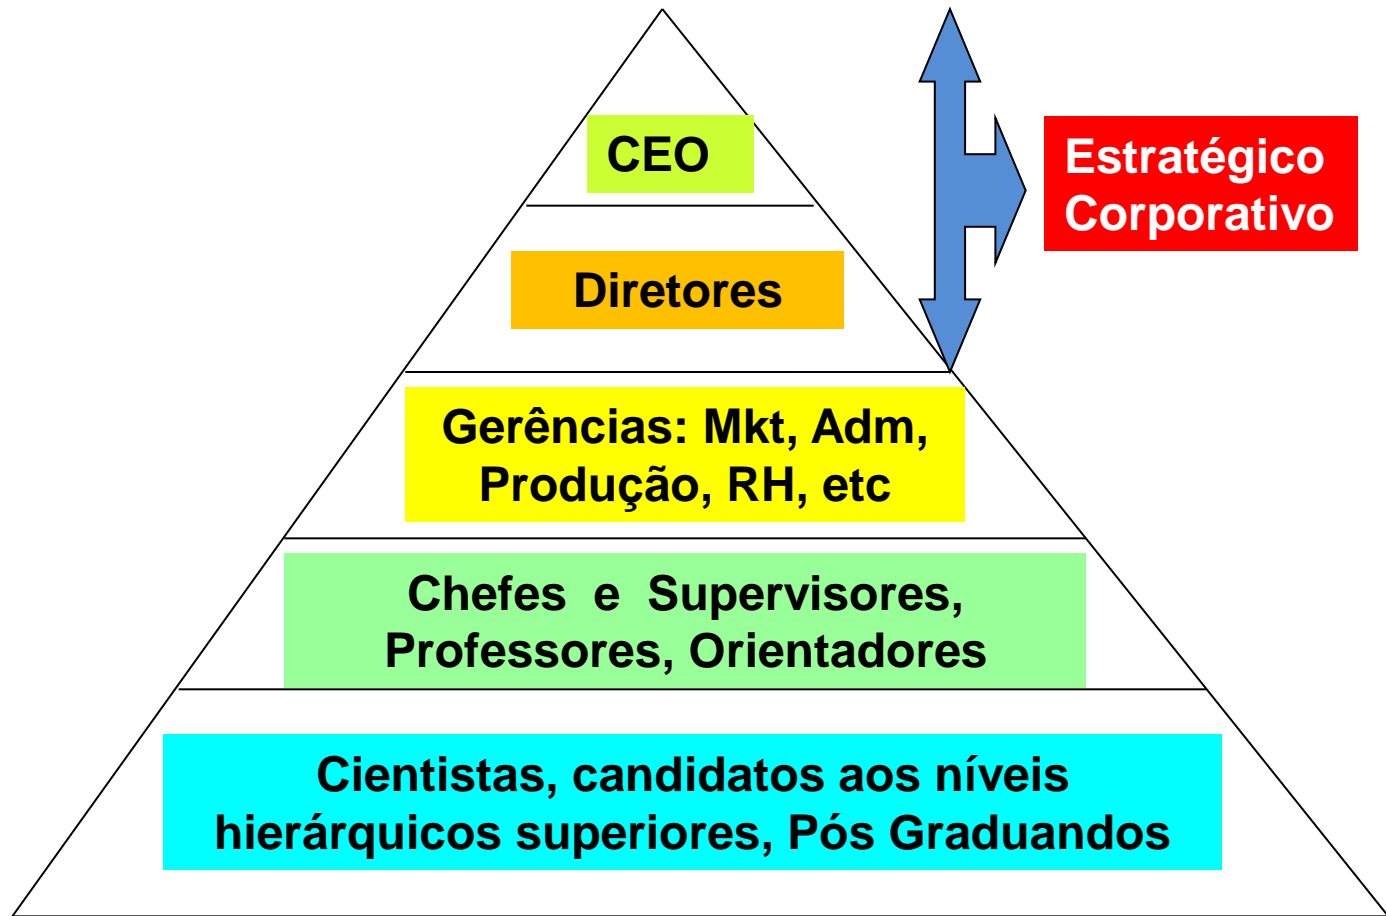 CEO
Estratégico
Corporativo
Diretores
Gerências: Mkt, Adm,
Produção, RH, etc
Chefes e Supervisores,
Professores, Orientadores
Cientistas, candidatos aos níveis
hierárquicos superiores, Pós Graduandos